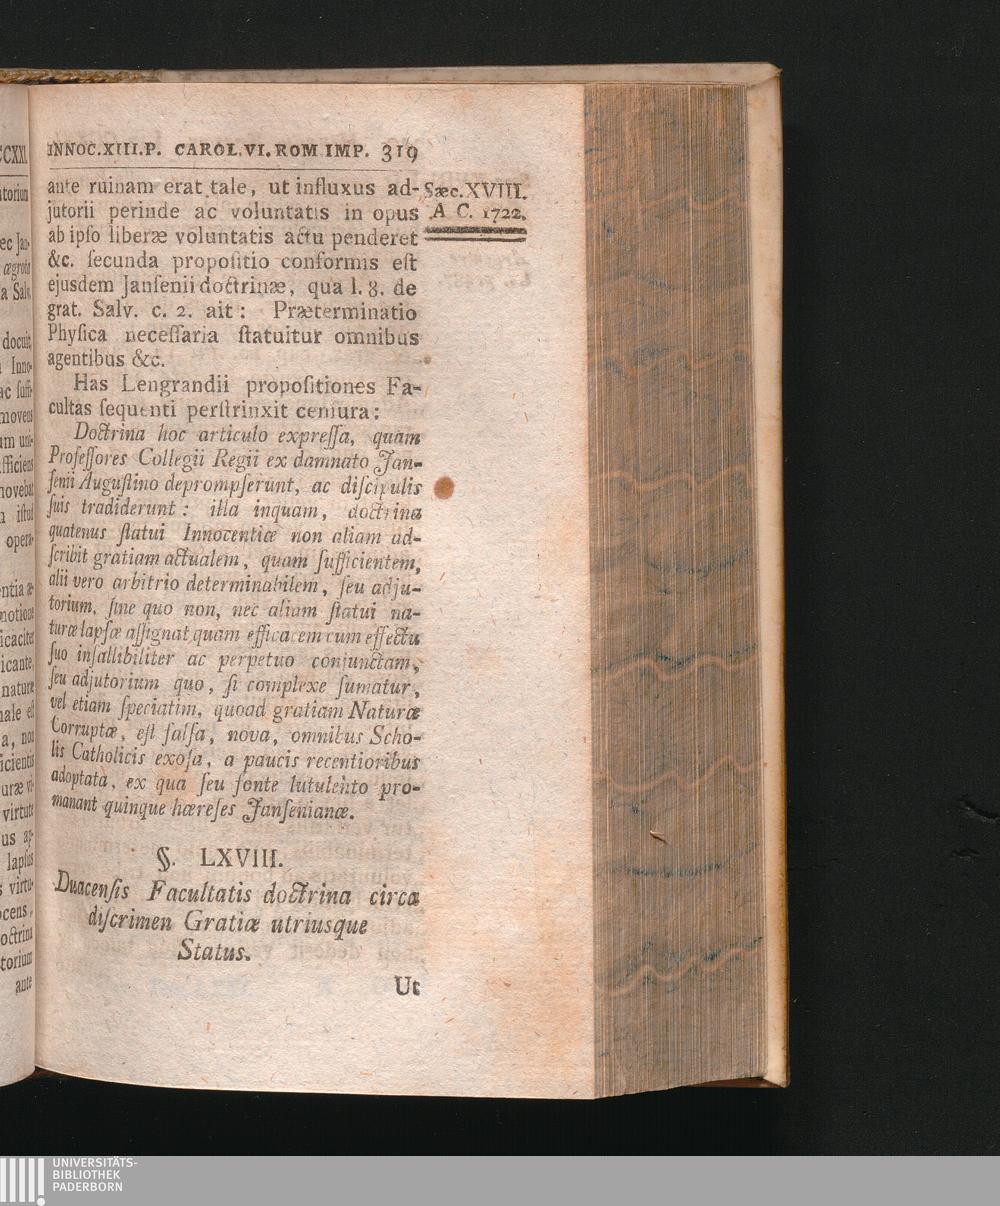 INNOC.XIII.P. CAROL.VI.ROM IMP. 319
Sæc.XVIII.
A C. 1722.
ante ruinam erat tale, ut influxus ad-
jutorii perinde ac voluntatis in opus
ab ipſo liberæ voluntatis actu penderet
&c. ſecunda propoſitio conformis eſt
ejusdem Janſenii doctrinæ, qua l. 8. de
grat. Salv. c. 2. ait: Præterminatio
Phyſica neceſſaria ſtatuitur omnibus
agentibus &c.
Has Lengrandii propoſitiones Fa-
cultas ſequenti perſtrinxit cenſura:
Doctrina hoc articulo expreſſa, quam
Profeſſores Collegii Regii ex damnato Jan-
ſenii Auguſtino deprompſerunt, ac diſcipulis
ſuis tradiderunt: illa inquam, doctrina
quatenus ſtatui Innocentiæ non aliam ad-
ſcribit gratiam actualem, quam ſufficientem,
alii vero arbitrio determinabilem, ſeu adju-
torium, ſine quo non, nec aliam ſtatui na-
turæ lapſæ aſſignat quam efficacem cum effectu
ſuo infallibiliter ac perpetuo conjunctam,
ſeu adjutorium quo, ſi complexe ſumatur,
vel etiam ſpeciatim, quoad gratiam Naturæ
Corruptæ, eſt falſa, nova, omnibus Scho-
lis Catholicis exoſa, a paucis recentioribus
adoptata, ex qua ſeu fonte lutulento pro-
manant quinque hæreſes Janſenianæ.
§. LXVIII.
Duacenſis Facultatis doctrina circa
diſcrimen Gratiæ utriusque
Status.
Ut
UNIVERSITÄTS-
BIBLIOTHEK
PADERBORN